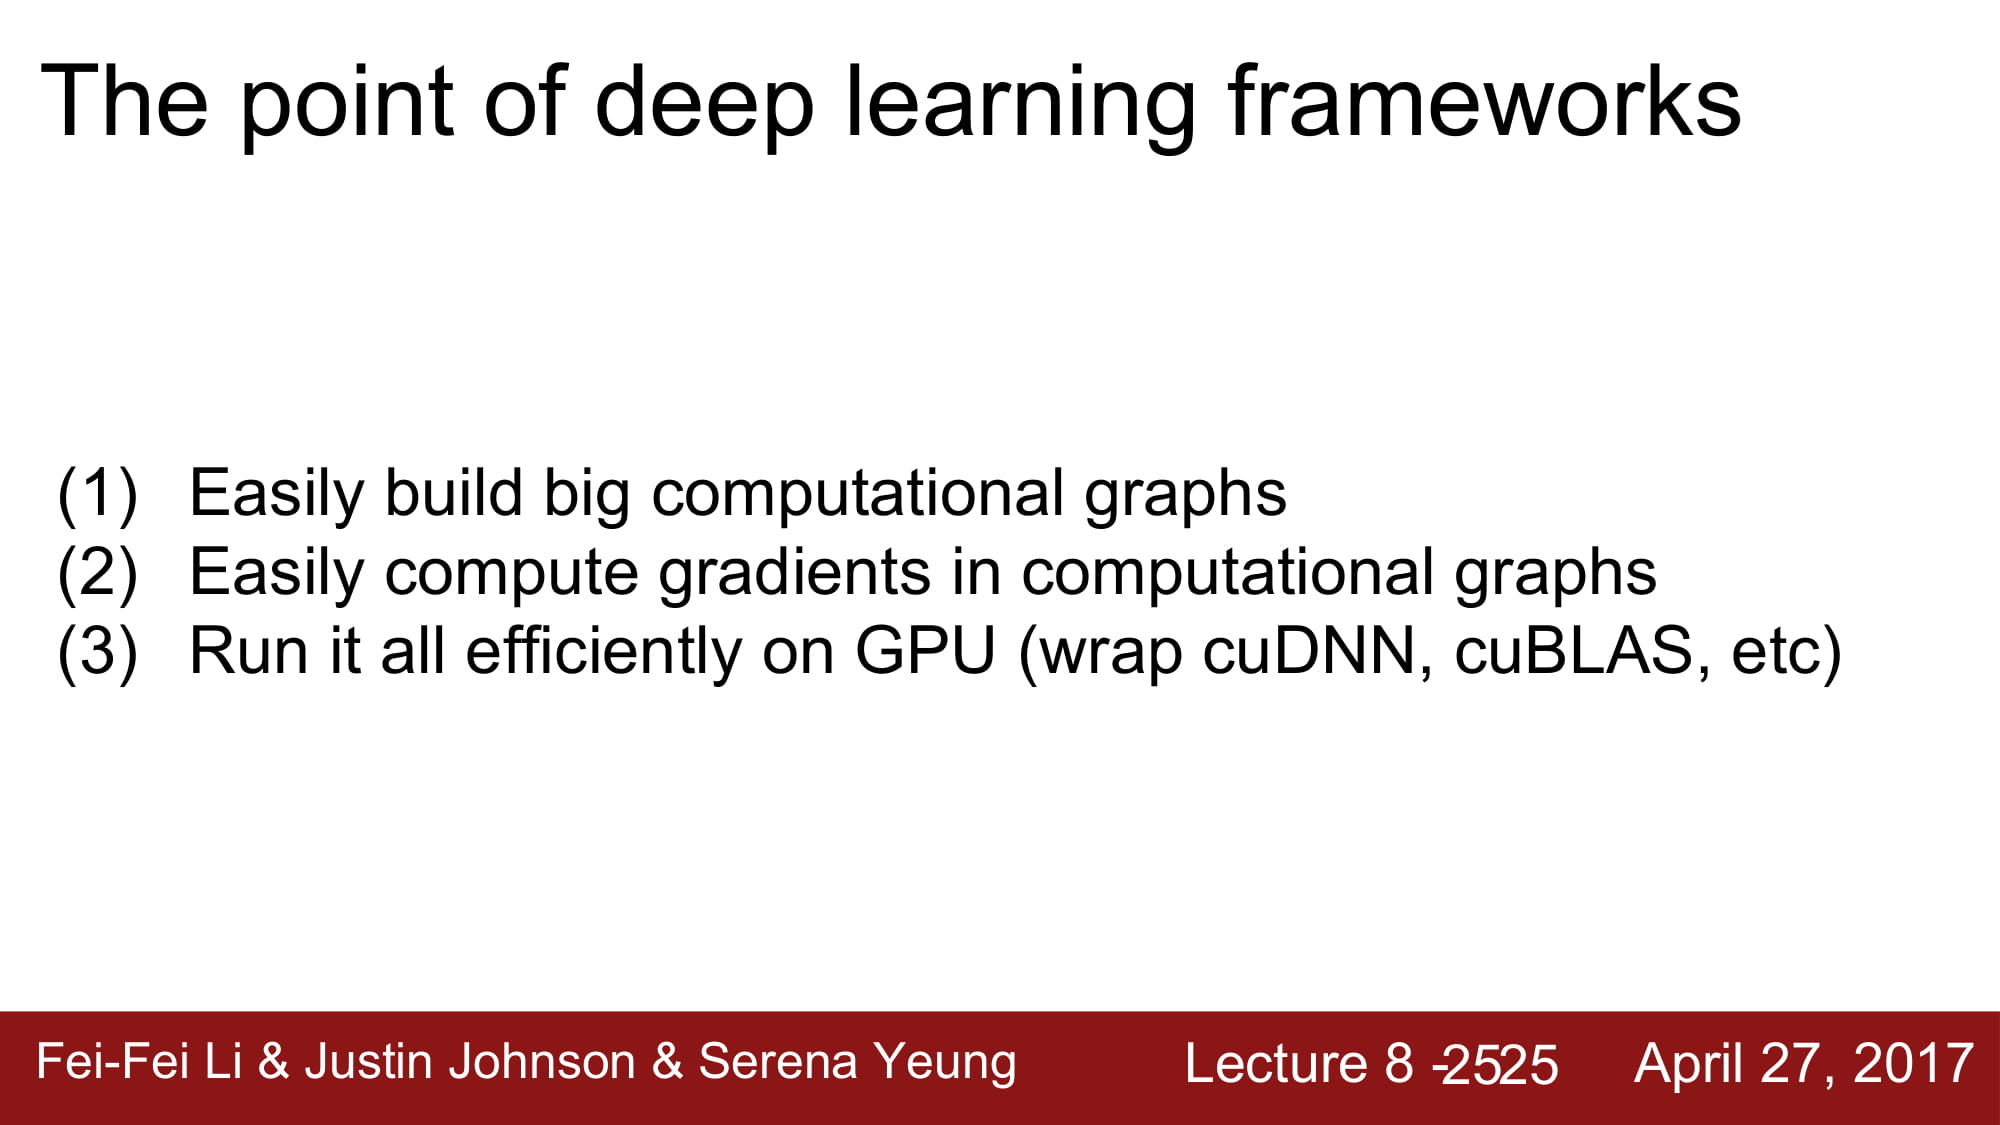 The point of deep learning frameworks
(1) Easily build big computational graphs
(2) Easily compute gradients in computational graphs
(3) Run it all efficiently on GPU (wrap cuDNN, cuBLAS, etc)
Fei-Fei Li & Justin Johnson & Serena Yeung Lecture 8 -2525 April 27, 2017